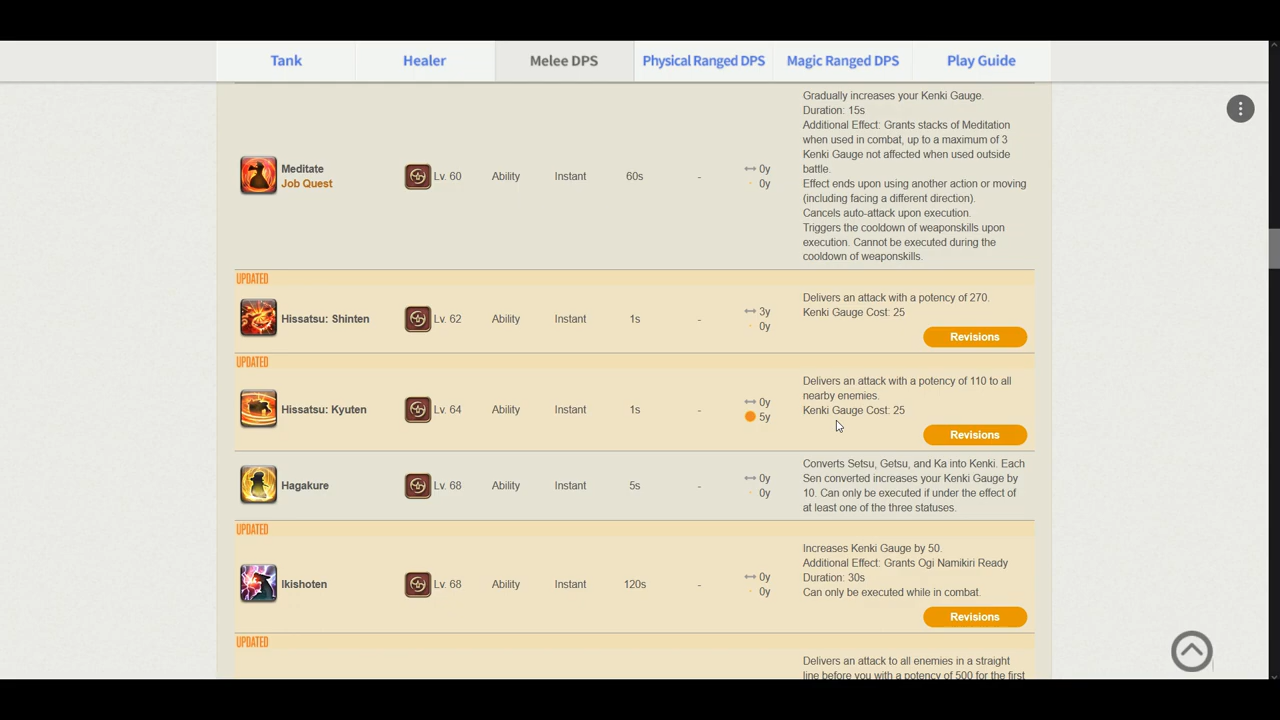 Tank
Healer
Melee DPS
Physical Ranged DPS
Magic Ranged DPS
Play Guide
Meditate
Job Quest
Lv. 60
Ability
Instant
60s
-
0y
0y
Gradually increases your Kenki Gauge.
Duration: 15s
Additional Effect: Grants stacks of Meditation
when used in combat, up to a maximum of 3
Kenki Gauge not affected when used outside
battle.
Effect ends upon using another action or moving
(including facing a different direction).
Cancels auto-attack upon execution.
Triggers the cooldown of weaponskills upon
execution. Cannot be executed during the
cooldown of weaponskills.
UPDATED
Hissatsu: Shinten
Lv. 62
Ability
Instant
1s
-
3y
0y
Delivers an attack with a potency of 270.
Kenki Gauge Cost: 25
Revisions
UPDATED
Hissatsu: Kyuten
Lv. 64
Ability
Instant
1s
-
0y
5y
Delivers an attack with a potency of 110 to all
nearby enemies.
Kenki Gauge Cost: 25
Revisions
Hagakure
Lv. 68
Ability
Instant
5s
-
0y
0y
Converts Setsu, Getsu, and Ka into Kenki. Each
Sen converted increases your Kenki Gauge by
10. Can only be executed if under the effect of
at least one of the three statuses.
UPDATED
Ikishoten
Lv. 68
Ability
Instant
120s
-
0y
0y
Increases Kenki Gauge by 50.
Additional Effect: Grants Ogi Namikiri Ready
Duration: 30s
Can only be executed while in combat.
Revisions
UPDATED
Delivers an attack to all enemies in a straight
line before you with a potency of 500 for the first